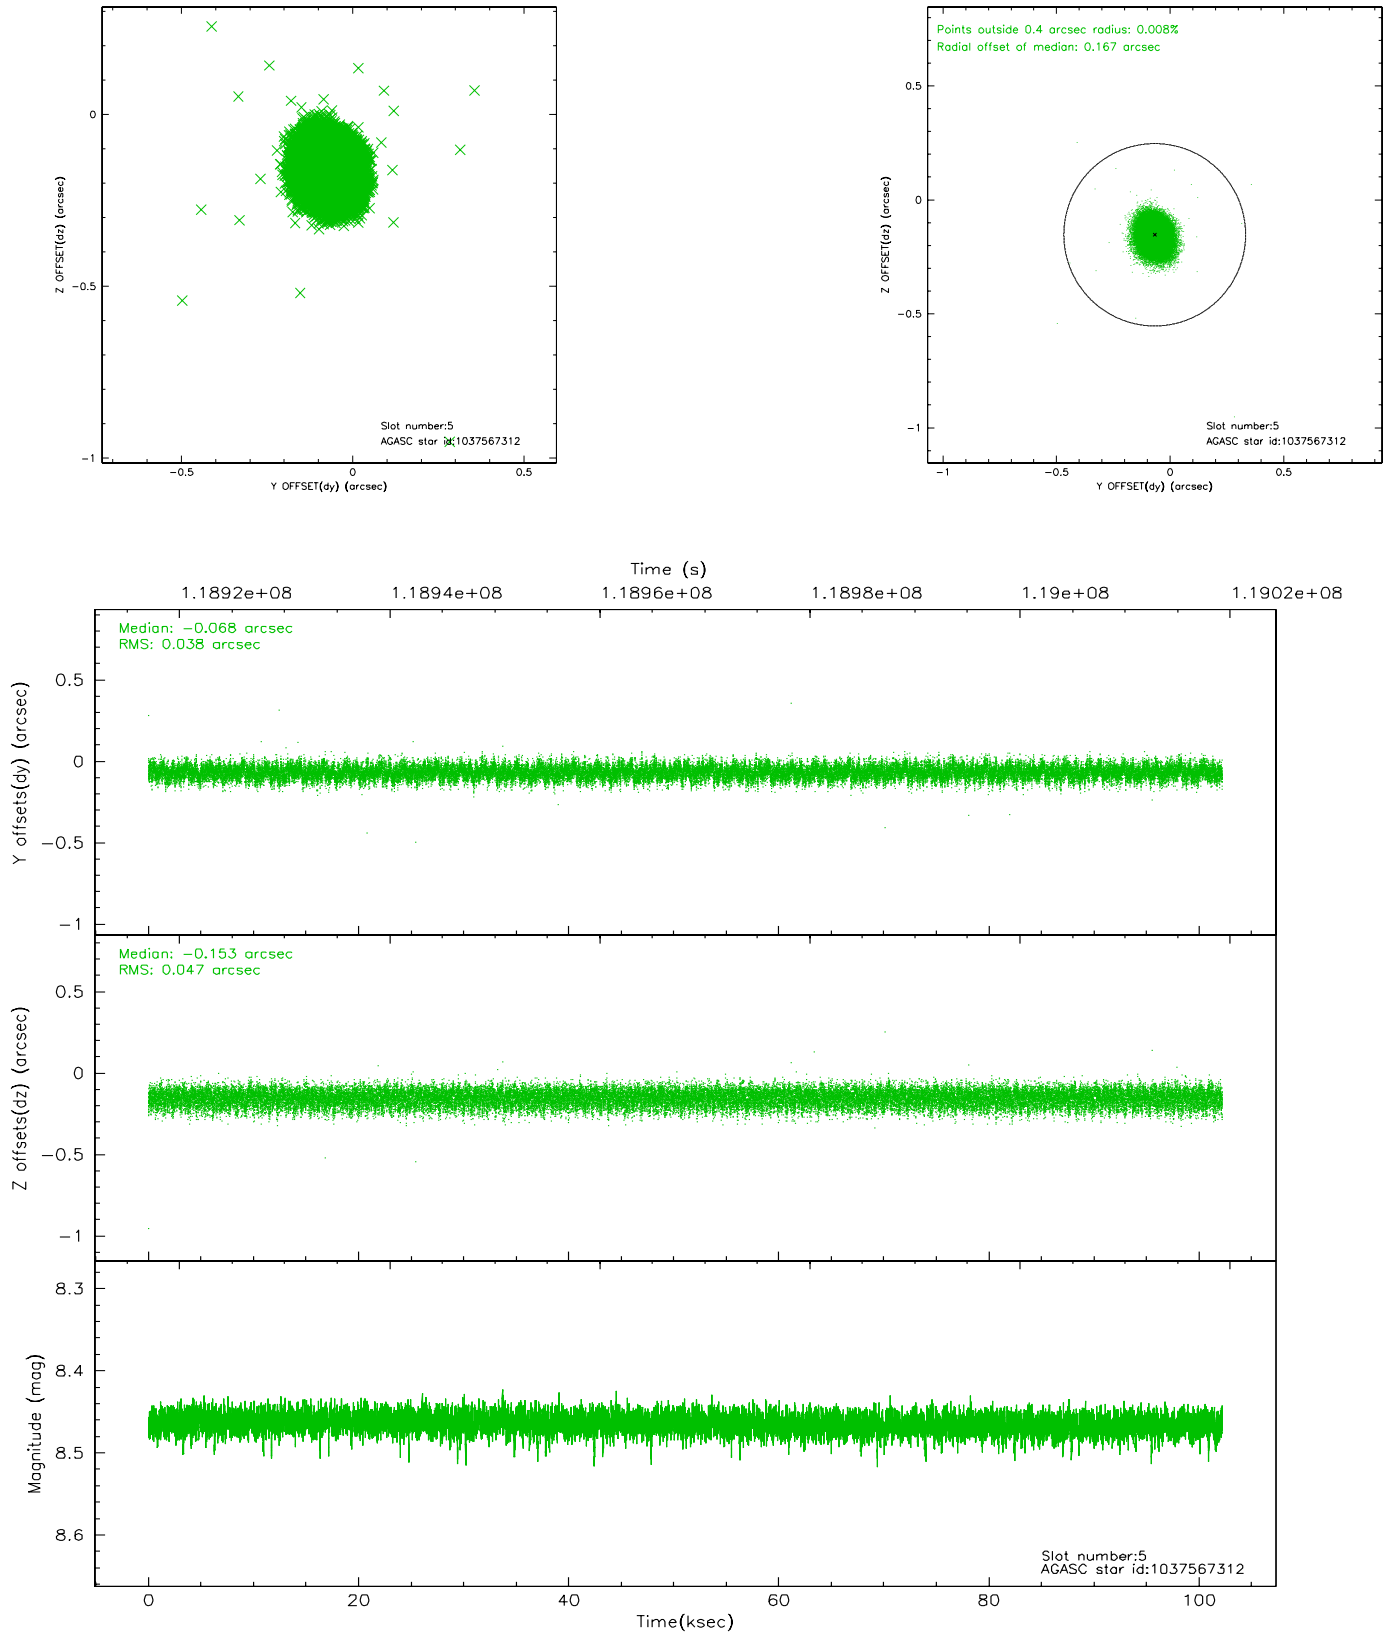 0
−0.5
−1
Z OFFSET(dz) (arcsec)
Slot number:5
AGASC star id:1037567312
−0.5 0 0.5
Y OFFSET(dy) (arcsec)
Points outside 0.4 arcsec radius: 0.008%
Radial offset of median: 0.167 arcsec
0.5
0
−0.5
−1
Z OFFSET(dz) (arcsec)
Slot number:5
AGASC star id:1037567312
−1 −0.5 0 0.5
Y OFFSET(dy) (arcsec)
Time (s)
1.1892e+08 1.1894e+08 1.1896e+08 1.1898e+08 1.19e+08 1.1902e+08
Median: −0.068 arcsec
RMS: 0.038 arcsec
0.5
0
−0.5
−1
Y offsets(dy) (arcsec)
Median: −0.153 arcsec
RMS: 0.047 arcsec
0.5
0
−0.5
−1
Z offsets(dz) (arcsec)
8.3
8.4
8.5
8.6
Magnitude (mag)
Slot number:5
AGASC star id:1037567312
0 20 40 60 80 100
Time(ksec)